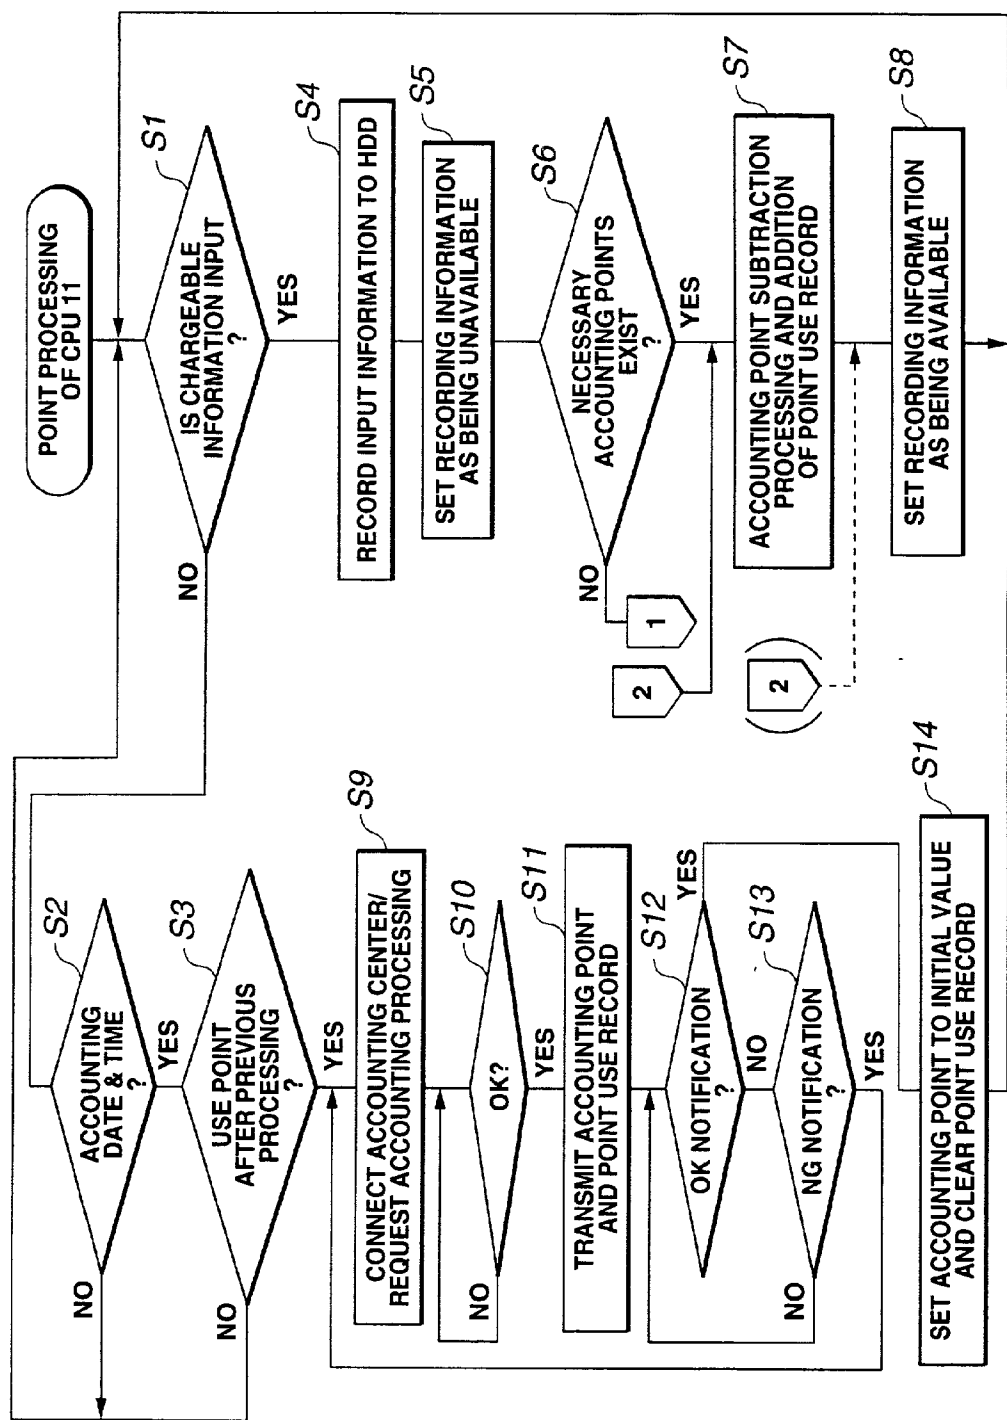 POINT PROCESSING
OF CPU 11
S1
IS CHARGEABLE
INFORMATION INPUT
?
NO
YES
S4
RECORD INPUT INFORMATION TO HDD
S5
SET RECORDING INFORMATION
AS BEING UNAVAILABLE
S6
NECESSARY
ACCOUNTING POINTS
EXIST
?
NO
YES
1
2
S7
ACCOUNTING POINT SUBTRACTION
PROCESSING AND ADDITION
OF POINT USE RECORD
(2)
S8
SET RECORDING INFORMATION
AS BEING AVAILABLE
S2
ACCOUNTING
DATE & TIME
?
NO
YES
S3
USE POINT
AFTER PREVIOUS
PROCESSING
?
NO
YES
S9
CONNECT ACCOUNTING CENTER/
REQUEST ACCOUNTING PROCESSING
S10
OK?
NO
YES
S11
TRANSMIT ACCOUNTING POINT
AND POINT USE RECORD
S12
OK NOTIFICATION
?
YES
NO
S13
NG NOTIFICATION
?
NO
YES
S14
SET ACCOUNTING POINT TO INITIAL VALUE
AND CLEAR POINT USE RECORD